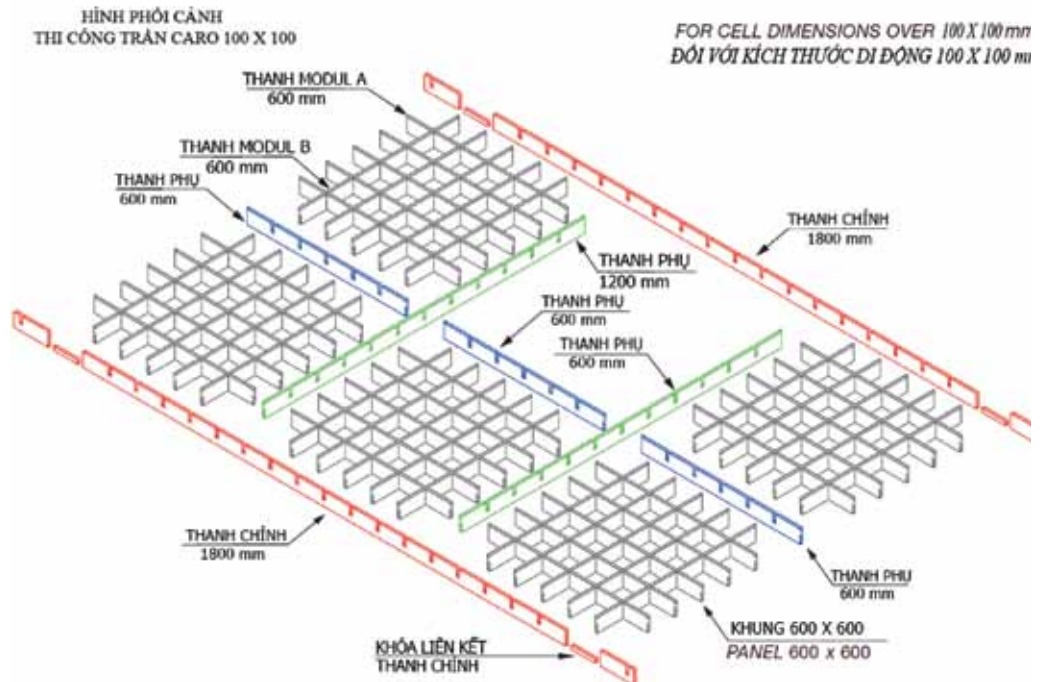 HÌNH PHỐI CẢNH
THI CÔNG TRẦN CARO 100 X 100
FOR CELL DIMENSIONS OVER 100 X 100 mm
ĐỐI VỚI KÍCH THƯỚC DI ĐỘNG 100 X 100
THANH MODUL A
600 mm
THANH MODUL B
600 mm
THANH PHỤ
600 mm
THANH CHÍNH
1800 mm
THANH PHỤ
1200 mm
THANH PHỤ
600 mm
THANH PHỤ
600 mm
THANH CHÍNH
1800 mm
THANH PHỤ
600 mm
KHUNG 600 X 600
PANEL 600 x 600
KHÓA LIÊN KẾT
THANH CHÍNH